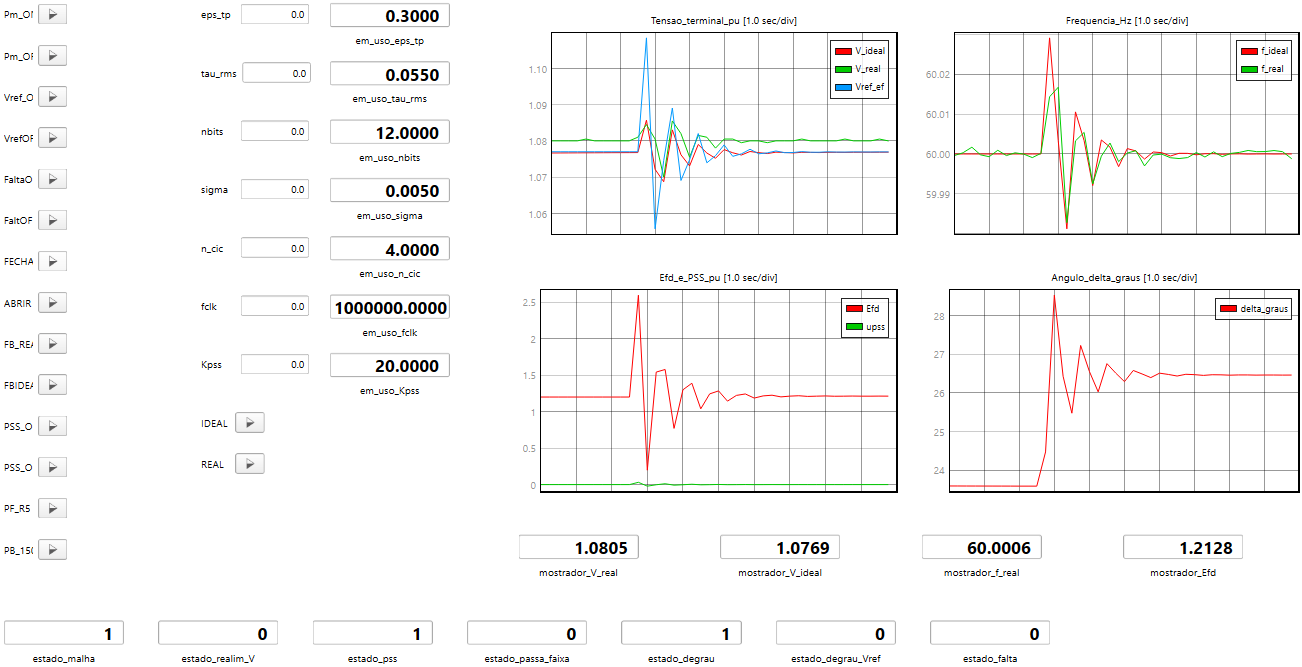 Pm_O
Pm_OF
Vref_O
VrefOF
FaltaO
FaltOF
FECHA
ABRIR
FB_REA
FBIDEA
PSS_O
PSS_O
PF_R5
PB_150
eps_tp 0.0 0.3000
em_uso_eps_tp
tau_rms 0.0 0.0550
em_uso_tau_rms
nbits 0.0 12.0000
em_uso_nbits
sigma 0.0 0.0050
em_uso_sigma
n_cic 0.0 4.0000
em_uso_n_cic
fclk 0.0 1000000.0000
em_uso_fclk
Kpss 0.0 20.0000
em_uso_Kpss
IDEAL
REAL
Tensao_terminal_pu [1.0 sec/div]
V_ideal
V_real
Vref_ef
1.10
1.09
1.08
1.07
1.06
Frequencia_Hz [1.0 sec/div]
f_ideal
f_real
60.02
60.01
60.00
59.99
Efd_e_PSS_pu [1.0 sec/div]
Efd
upss
2.5
2
1.5
1
0.5
0
Angulo_delta_graus [1.0 sec/div]
delta_graus
28
27
26
25
24
1.0805 1.0769 60.0006 1.2128
mostrador_V_real mostrador_V_ideal mostrador_f_real mostrador_Efd
1 0 1 0 1 0 0
estado_malha estado_realim_V estado_pss estado_passa_faixa estado_degrau estado_degrau_Vref estado_falta